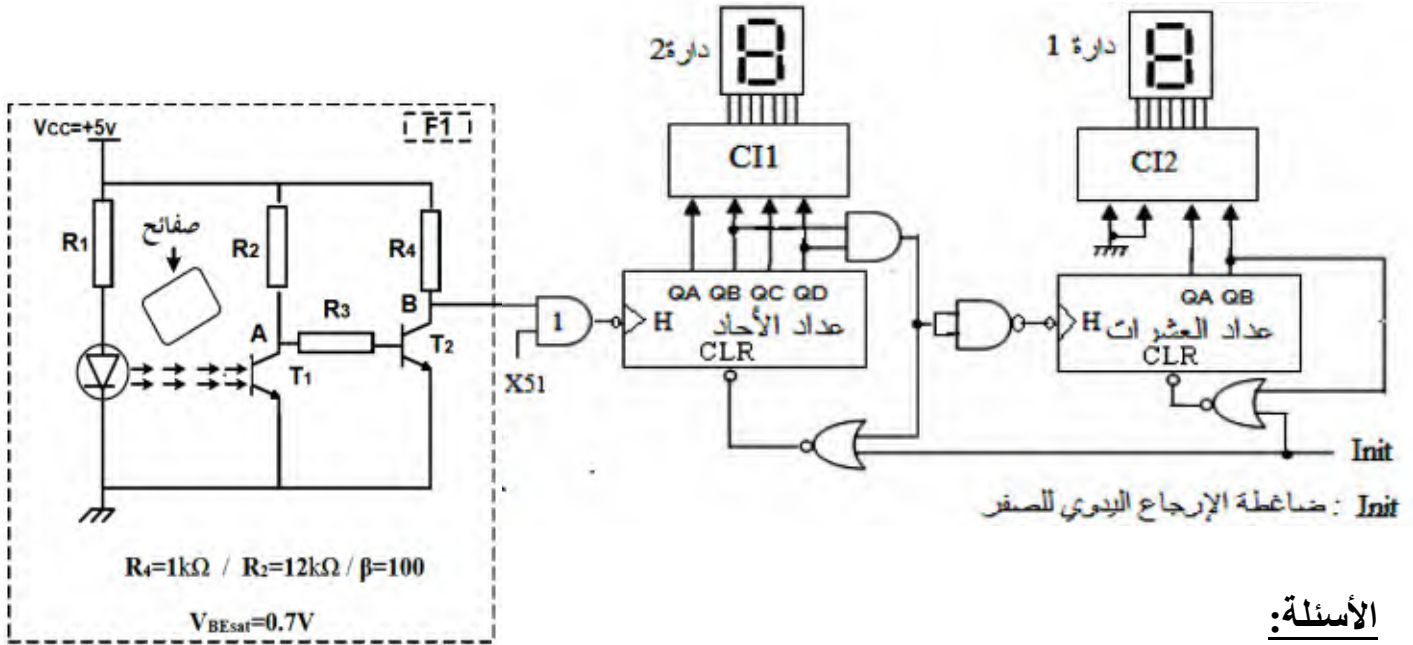 دارة2
دارة 1
Vcc=+5v
F1
CI1
CI2
صفائح
R1
R2
R4
R3
A
B
T1
T2
1
X51
H
QA QB QC QD
عداد الأحاد
CLR
H
QA QB
عداد العشرات
CLR
Init
Init : ضاغطة الإرجاع اليدوي للصفر
R4=1kΩ / R2=12kΩ / β=100
VBEsat=0.7V
الأسئلة: